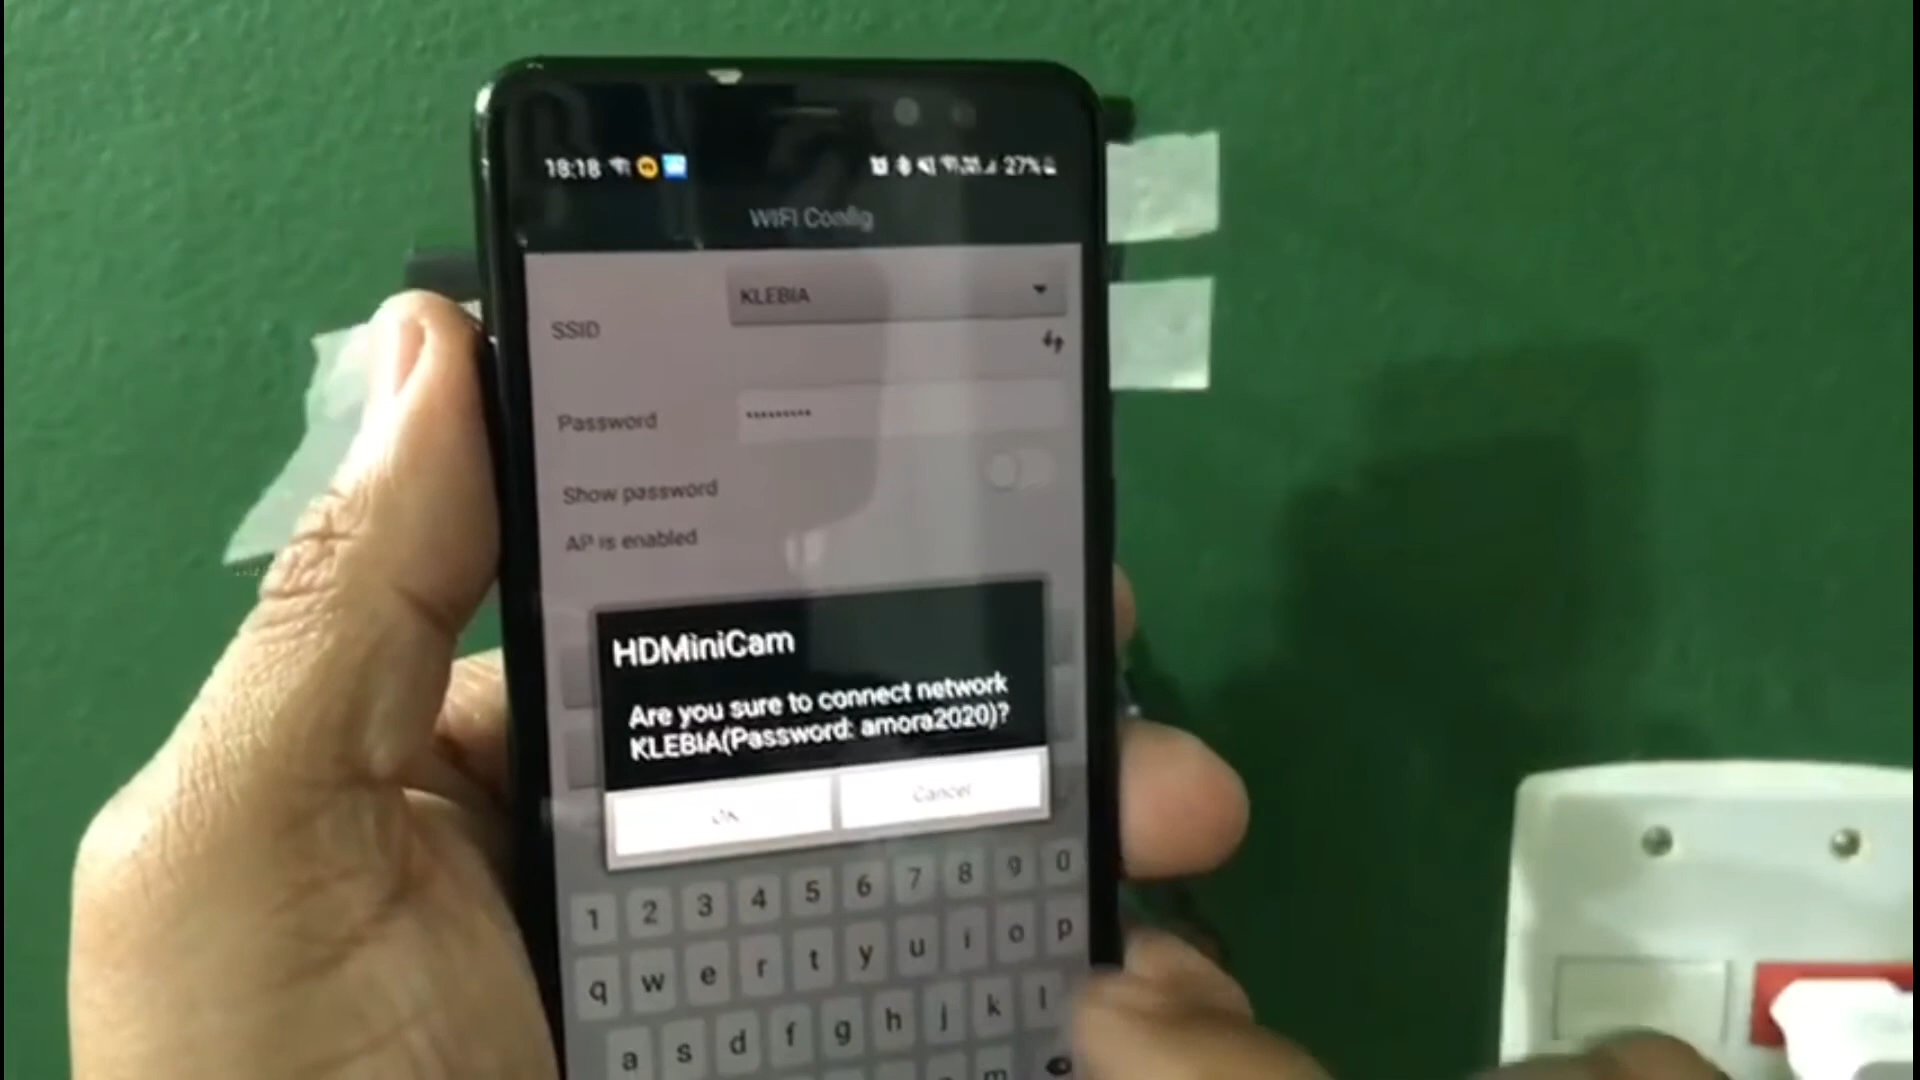 18:18 27%
WIFI Config
KLEBIA
SSID
Password •••••••••
Show password
AP is enabled
HDMiniCam
Are you sure to connect network
KLEBIA(Password: amora2020)?
OK Cancel
1 2 3 4 5 6 7 8 9 0
q w e r t y u i o p
a s d f g h j k l
m